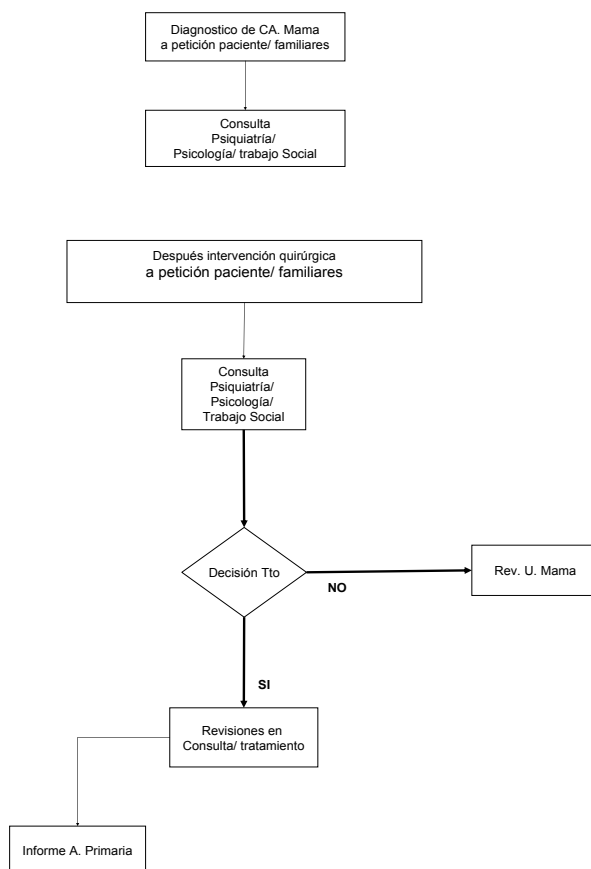 Diagnostico de CA. Mama
a petición paciente/ familiares
Consulta
Psiquiatría/
Psicología/ trabajo Social
Después intervención quirúrgica
a petición paciente/ familiares
Consulta
Psiquiatría/
Psicología/
Trabajo Social
Decisión Tto
NO
Rev. U. Mama
SI
Revisiones en
Consulta/ tratamiento
Informe A. Primaria